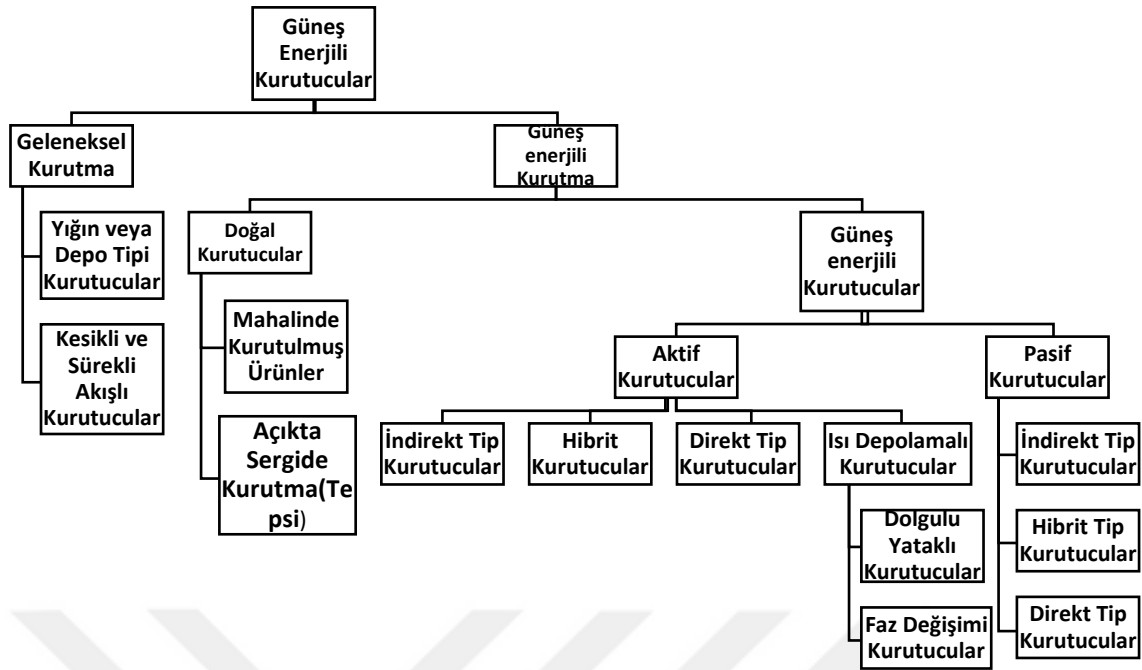 Güneş
Enerjili
Kurutucular
Geleneksel
Kurutma
Güneş
enerjili
Kurutma
Yığın veya
Depo Tipi
Kurutucular
Kesikli ve
Sürekli
Akışlı
Kurutucular
Doğal
Kurutucular
Mahalinde
Kurutulmuş
Ürünler
Açıkta
Sergide
Kurutma(Te
psi)
Güneş
enerjili
Kurutucular
Aktif
Kurutucular
İndirekt Tip
Kurutucular
Hibrit
Kurutucular
Direkt Tip
Kurutucular
Isı Depolamalı
Kurutucular
Dolgulu
Yataklı
Kurutucular
Faz Değişimi
Kurutucular
Pasif
Kurutucular
İndirekt Tip
Kurutucular
Hibrit Tip
Kurutucular
Direkt Tip
Kurutucular